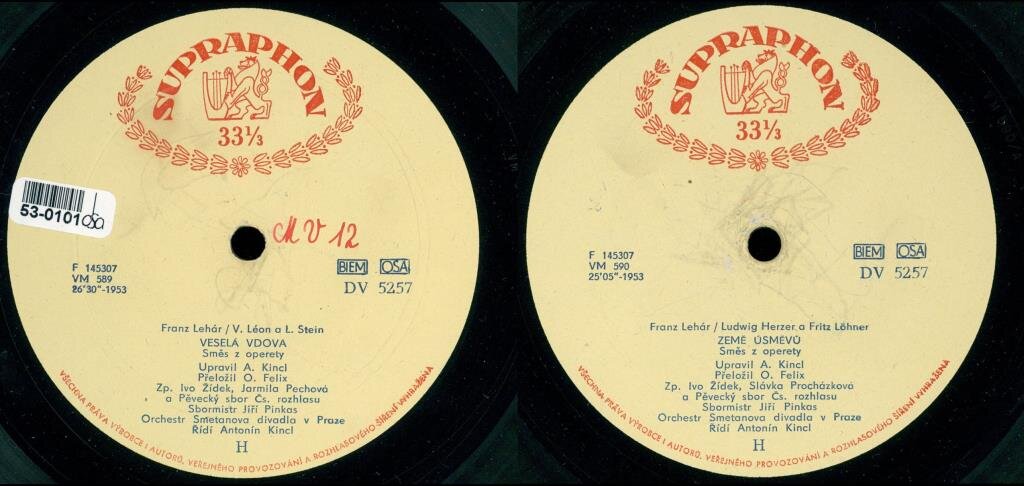 SUPRAPHON
33⅓
53-0101 osa
MV 12
F 145307
VM 589
26'30"-1953
BIEM OSA
DV 5257
Franz Lehár / V. Léon a L. Stein
VESELÁ VDOVA
Směs z operety
Upravil A. Kincl
Přeložil O. Felix
Zp. Ivo Žídek, Jarmila Pechová
a Pěvecký sbor Čs. rozhlasu
Sbormistr Jiří Pinkas
Orchestr Smetanova divadla v Praze
Řídí Antonín Kincl
H
VŠECHNA PRÁVA VÝROBCE I AUTORŮ, VEŘEJNÉHO PROVOZOVÁNÍ A ROZHLASOVÉHO ŠÍŘENÍ VYHRAŽENA
SUPRAPHON
33⅓
F 145307
VM 590
25'05"-1953
BIEM OSA
DV 5257
Franz Lehár / Ludwig Herzer a Fritz Löhner
ZEMĚ ÚSMĚVŮ
Směs z operety
Upravil A. Kincl
Přeložil O. Felix
Zp. Ivo Žídek, Slávka Procházková
a Pěvecký sbor Čs. rozhlasu
Sbormistr Jiří Pinkas
Orchestr Smetanova divadla v Praze
Řídí Antonín Kincl
H
VŠECHNA PRÁVA VÝROBCE I AUTORŮ, VEŘEJNÉHO PROVOZOVÁNÍ A ROZHLASOVÉHO ŠÍŘENÍ VYHRAŽENA